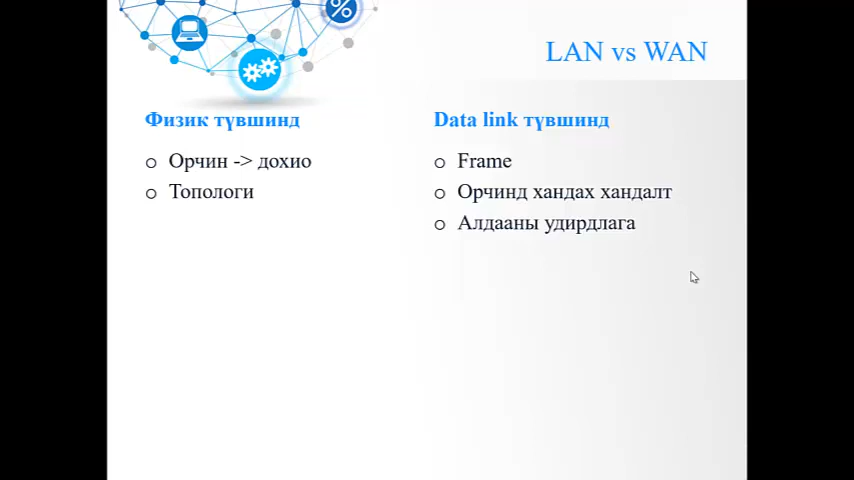 LAN vs WAN
Физик түвшинд
o Орчин -> дохио
o Топологи
Data link түвшинд
o Frame
o Орчинд хандах хандалт
o Алдааны удирдлага
%